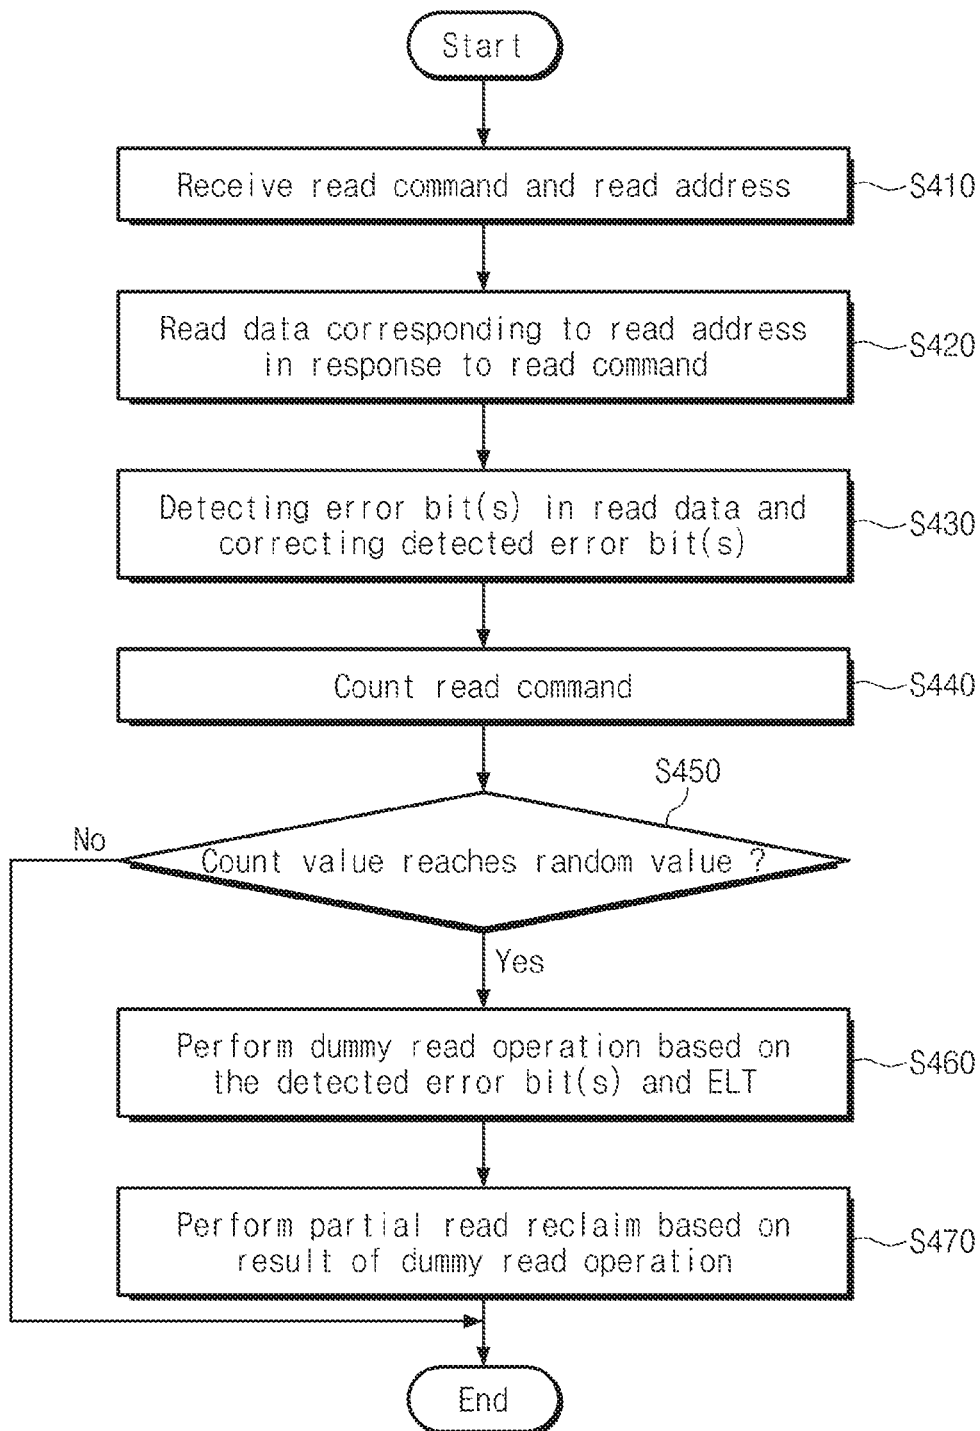 Start
Receive read command and read address
S410
Read data corresponding to read address
in response to read command
S420
Detecting error bit(s) in read data and
correcting detected error bit(s)
S430
Count read command
S440
S450
No
Count value reaches random value ?
Yes
Perform dummy read operation based on
the detected error bit(s) and ELT
S460
Perform partial read reclaim based on
result of dummy read operation
S470
End